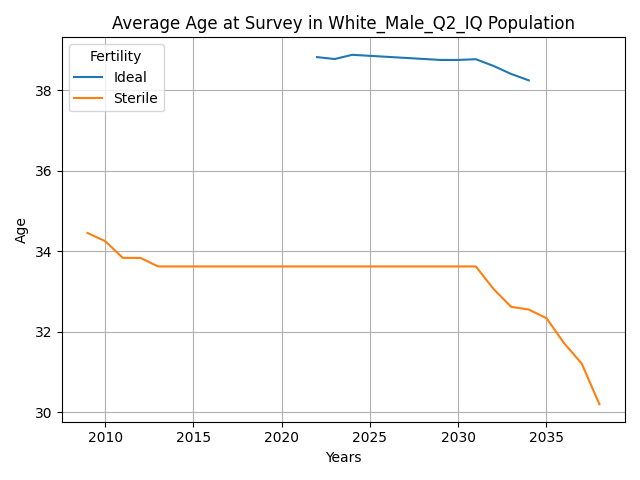 Average Age at Survey in White_Male_Q2_IQ Population
Fertility
Ideal
Sterile
Age
38
36
34
32
30
2010 2015 2020 2025 2030 2035
Years